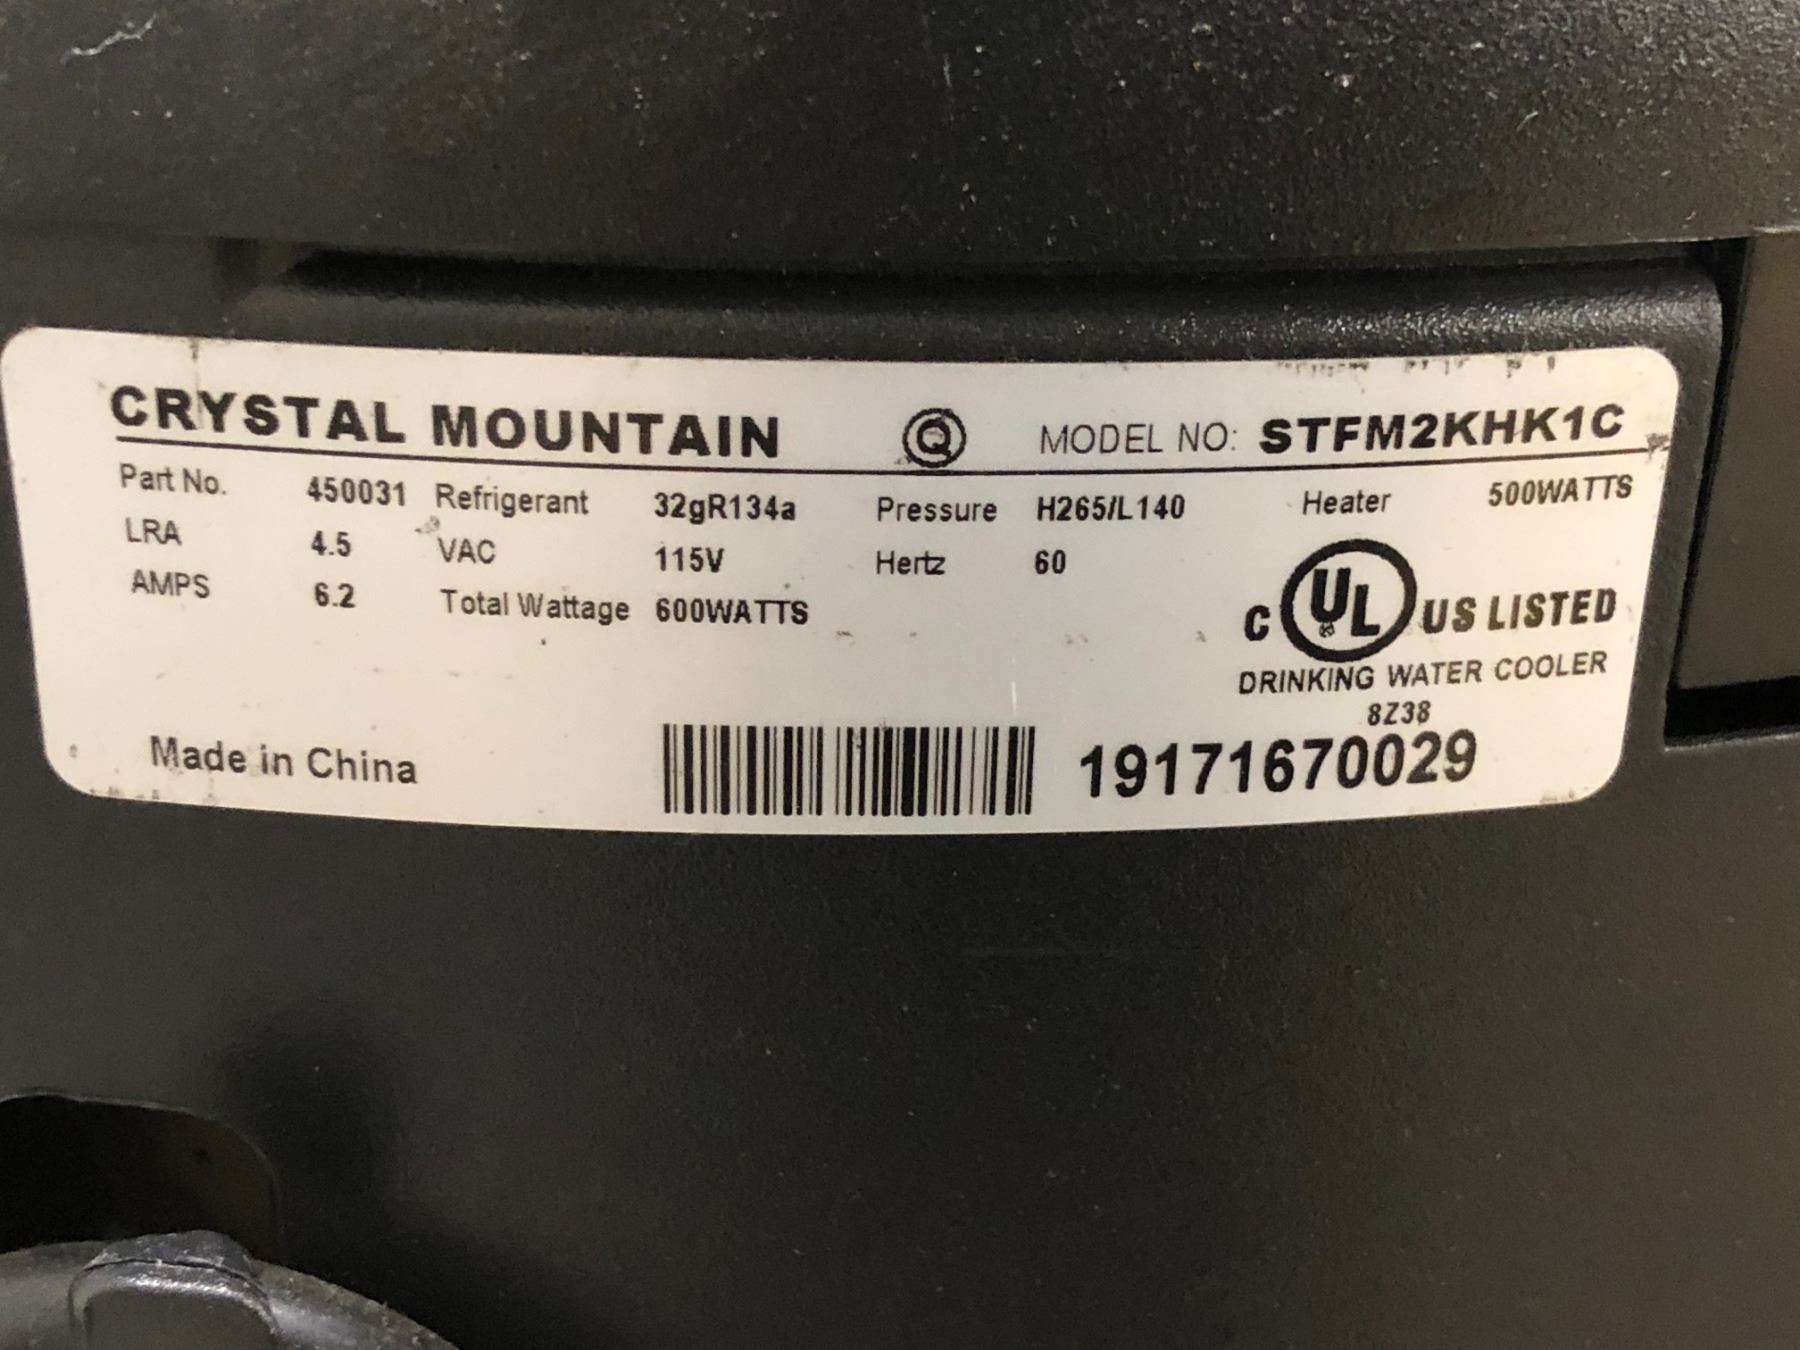 CRYSTAL MOUNTAIN Q MODEL NO: STFM2KHK1C
Part No. 450031 Refrigerant 32gR134a Pressure H265/L140 Heater 500WATTS
LRA 4.5 VAC 115V Hertz 60
AMPS 6.2 Total Wattage 600WATTS
C UL US LISTED
DRINKING WATER COOLER
8Z38
Made in China 19171670029